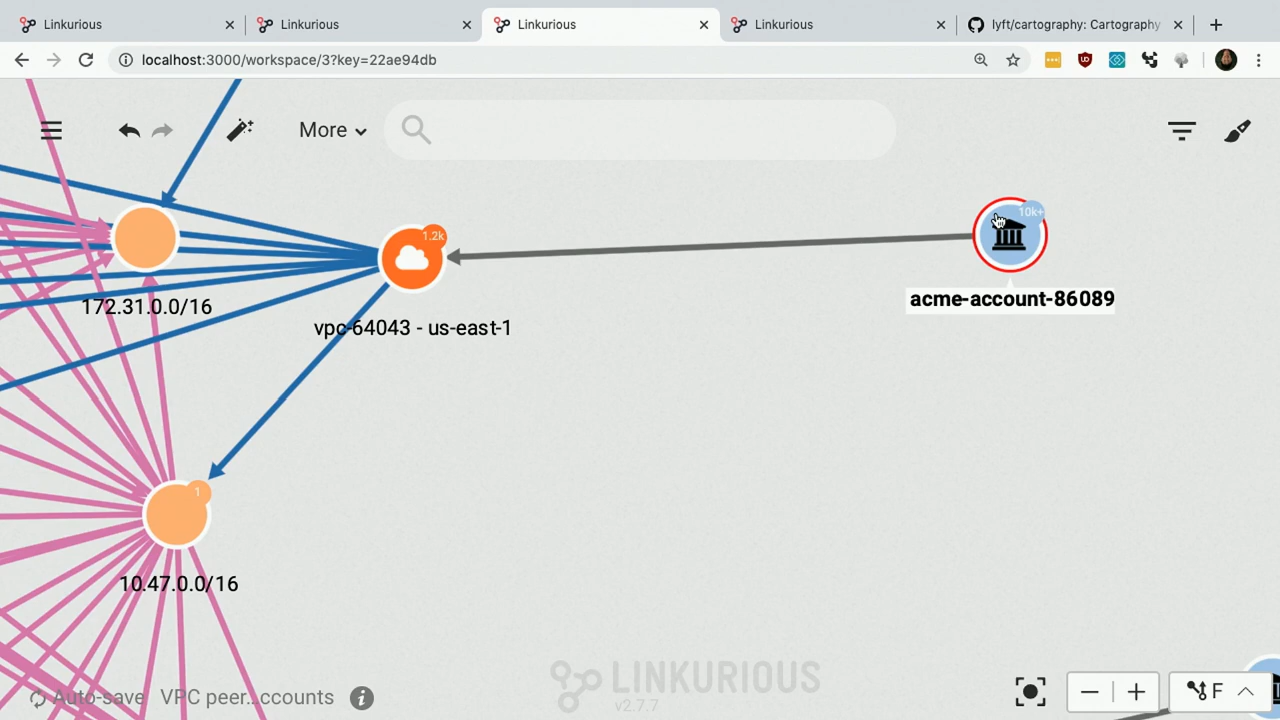 Linkurious
Linkurious
Linkurious
Linkurious
lyft/cartography: Cartography
localhost:3000/workspace/3?key=22ae94db
More
10k+
1.2k
172.31.0.0/16
vpc-64043 - us-east-1
acme-account-86089
1
10.47.0.0/16
LINKURIOUS
v2.7.7
Auto-save
VPC peer...ccounts
F